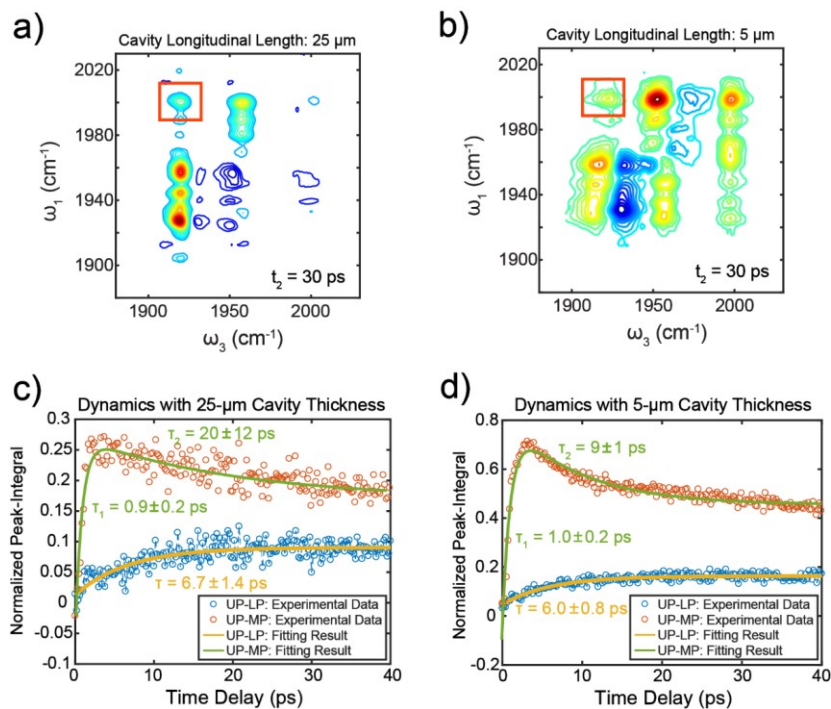 a)
Cavity Longitudinal Length: 25 μm
2020
1980
1940
1900
ω₁ (cm⁻¹)
t₂ = 30 ps
1900 1950 2000
ω₃ (cm⁻¹)
b)
Cavity Longitudinal Length: 5 μm
2020
1980
1940
1900
ω₁ (cm⁻¹)
t₂ = 30 ps
1900 1950 2000
ω₃ (cm⁻¹)
c)
Dynamics with 25-μm Cavity Thickness
0.3
0.25
0.2
0.15
0.1
0.05
0
-0.05
-0.1
Normalized Peak-Integral
τ₂ = 20±12 ps
τ₁ = 0.9±0.2 ps
τ = 6.7±1.4 ps
UP-LP: Experimental Data
UP-MP: Experimental Data
UP-LP: Fitting Result
UP-MP: Fitting Result
0 10 20 30 40
Time Delay (ps)
d)
Dynamics with 5-μm Cavity Thickness
0.8
0.6
0.4
0.2
0
-0.2
Normalized Peak-Integral
τ₂ = 9±1 ps
τ₁ = 1.0±0.2 ps
τ = 6.0±0.8 ps
UP-LP: Experimental Data
UP-MP: Experimental Data
UP-LP: Fitting Result
UP-MP: Fitting Result
0 10 20 30 40
Time Delay (ps)